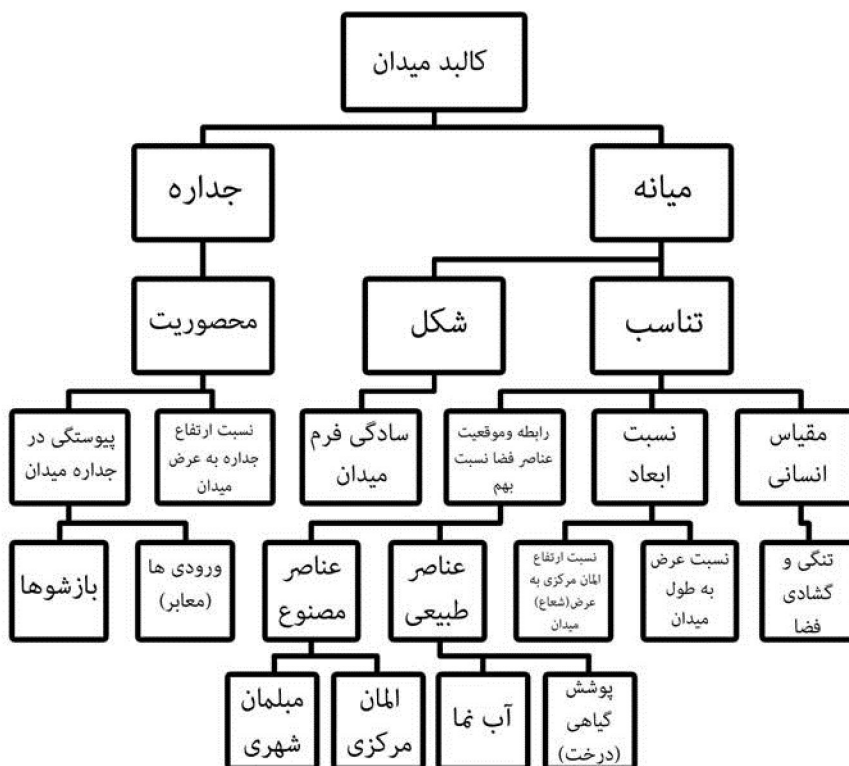 کالبد میدان
میانه
جداره
تناسب
شکل
محصوریت
مقیاس
انسانی
نسبت
ابعاد
رابطه وموقعیت
عناصر فضا نسبت
بهم
سادگی فرم
میدان
نسبت ارتفاع
جداره به عرض
میدان
پیوستگی در
جداره میدان
تنگی و
گشادی
فضا
نسبت عرض
به طول
میدان
نسبت ارتفاع
المان مرکزی به
عرض(شعاع)
میدان
عناصر
طبیعی
عناصر
مصنوع
ورودی ها
(معابر)
بازشوها
پوشش
گیاهی
(درخت)
آب نما
المان
مرکزی
مبلمان
شهری